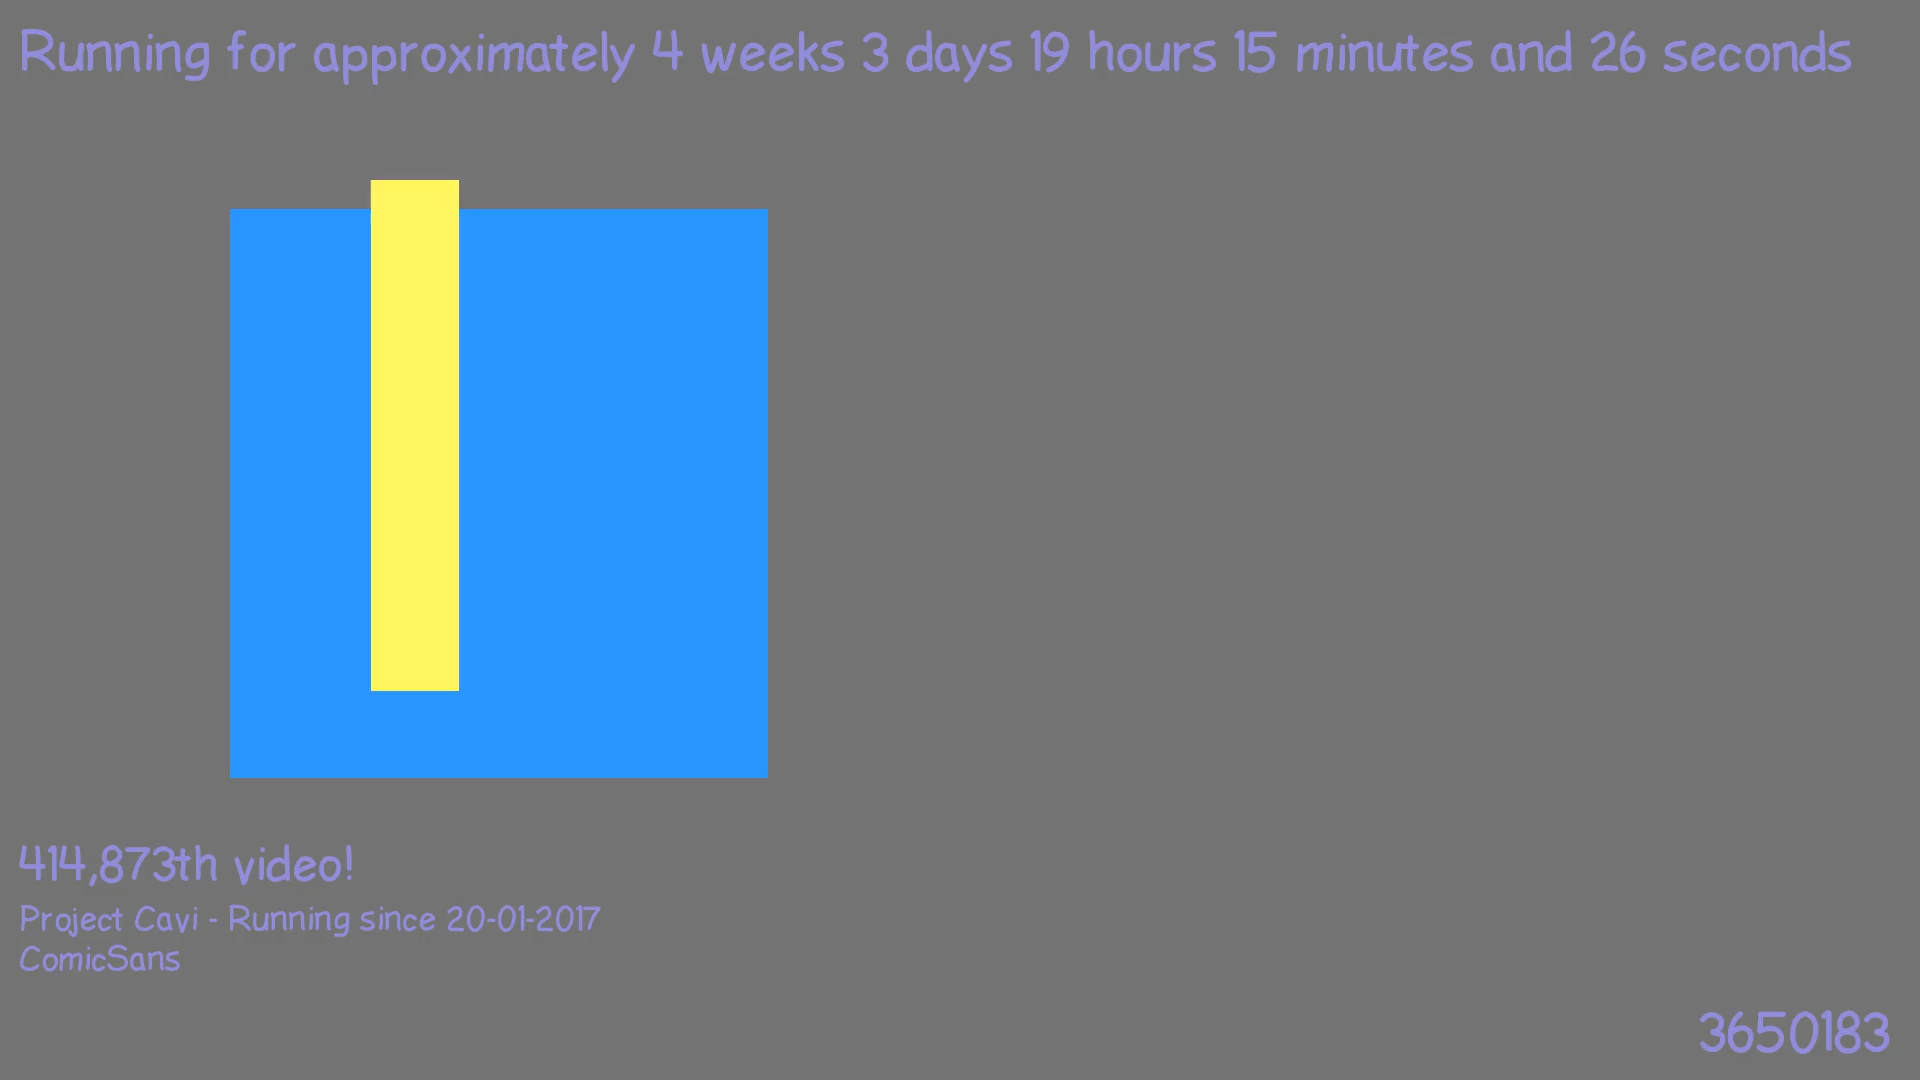 Running for approximately 4 weeks 3 days 19 hours 15 minutes and 26 seconds
414,873th video!
Project Cavi - Running since 20-01-2017
ComicSans
3650183